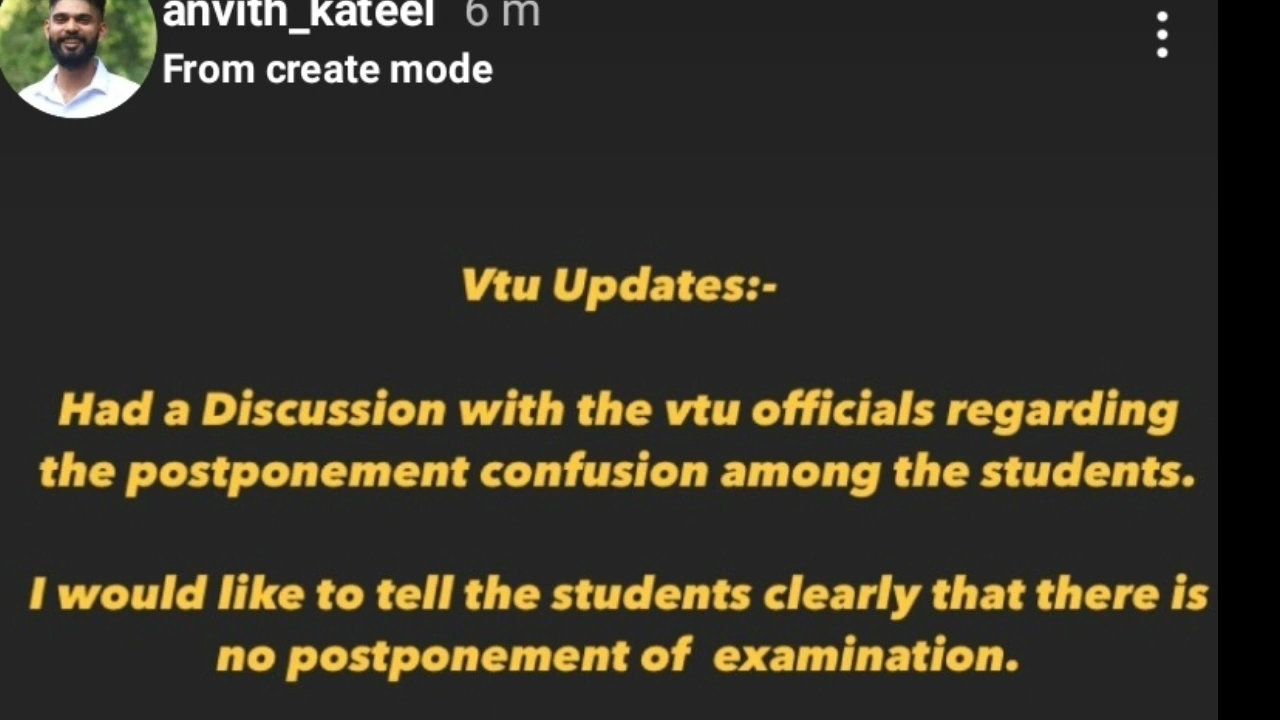 anvith_kateel 6 m
From create mode
Vtu Updates:-
Had a Discussion with the vtu officials regarding
the postponement confusion among the students.
I would like to tell the students clearly that there is
no postponement of examination.